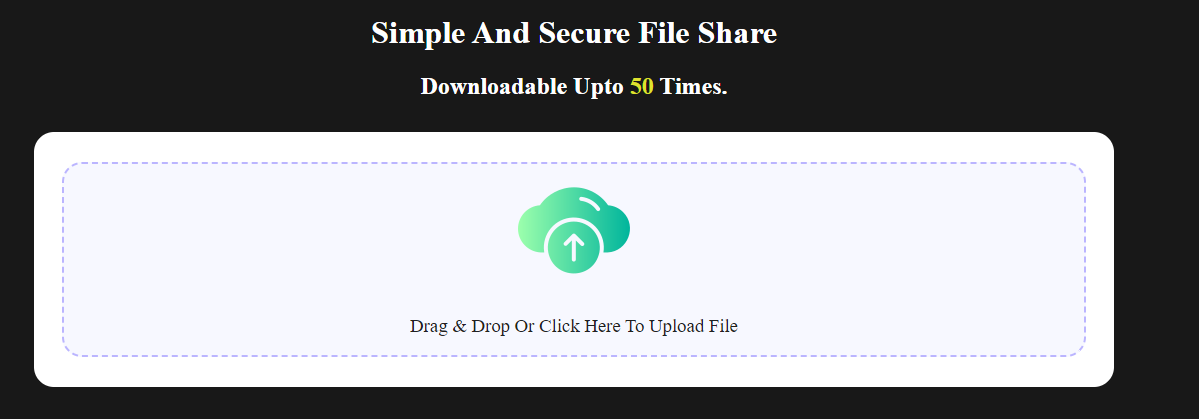 Simple And Secure File Share
Downloadable Upto 50 Times.
Drag & Drop Or Click Here To Upload File